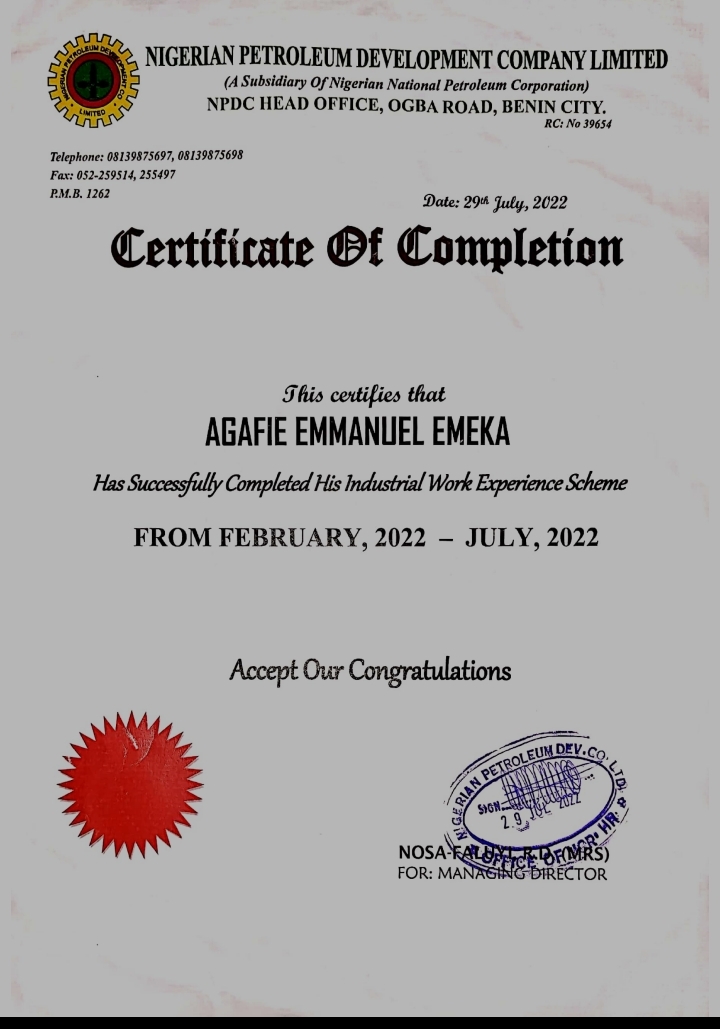 NIGERIAN PETROLEUM DEVELOPMENT COMPANY LIMITED
(A Subsidiary Of Nigerian National Petroleum Corporation)
NPDC HEAD OFFICE, OGBA ROAD, BENIN CITY.
RC: No 39654
NIGERIAN PETROLEUM DEVELOPMENT CO
LIMITED
Telephone: 08139875697, 08139875698
Fax: 052-259514, 255497
P.M.B. 1262
Date: 29th July, 2022
Certificate Of Completion
This certifies that
AGAFIE EMMANUEL EMEKA
Has Successfully Completed His Industrial Work Experience Scheme
FROM FEBRUARY, 2022 – JULY, 2022
Accept Our Congratulations
NIGERIAN PETROLEUM DEV. CO. LTD.
SIGN
29 JUL 2022
OFFICE OF MGR. HR.
NOSA-FALUYI, R.D. (MRS)
FOR: MANAGING DIRECTOR